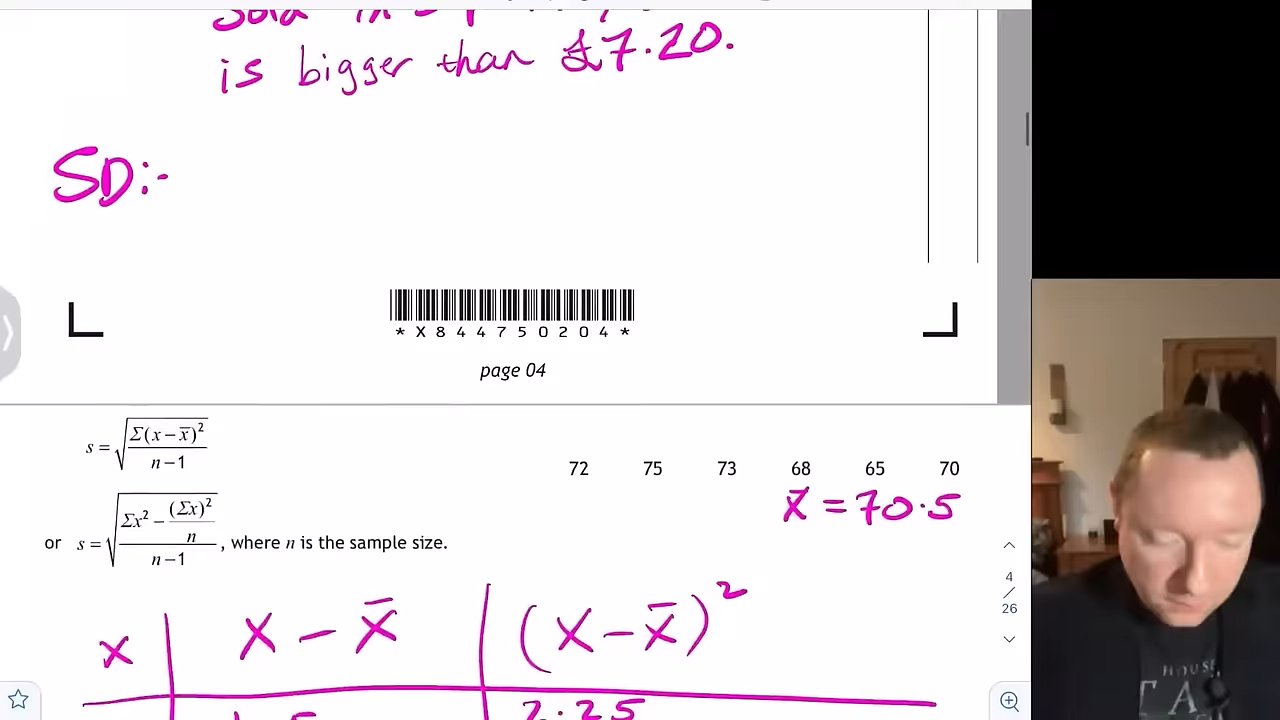 is bigger than £7.20.
SD:-
*X844750204*
page 04
s = √(Σ(x − x̄)² / (n − 1))
72 75 73 68 65 70
x̄ = 70.5
or s = √((Σx² − (Σx)² / n) / (n − 1)), where n is the sample size.
4
/
26
x | x − x̄ | (x − x̄)²
2.25
HOUSE